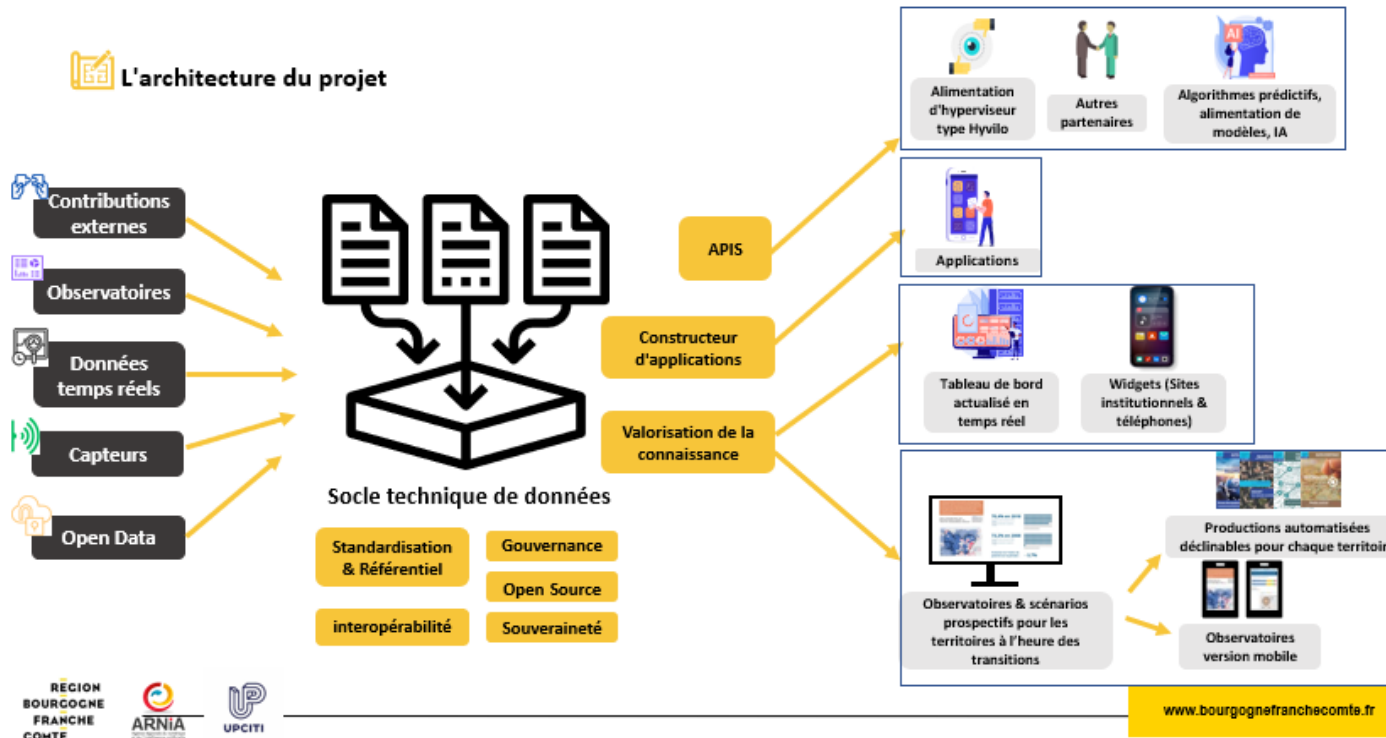 L'architecture du projet
Contributions
externes
Observatoires
Données
temps réels
Capteurs
Open Data
Socle technique de données
Standardisation
& Référentiel
interopérabilité
Gouvernance
Open Source
Souveraineté
APIS
Constructeur
d'applications
Valorisation de la
connaissance
Alimentation
d'hyperviseur
type Hyvilo
Autres
partenaires
AI
Algorithmes prédictifs,
alimentation de
modèles, IA
Applications
Tableau de bord
actualisé en
temps réel
Widgets (Sites
institutionnels &
téléphones)
Observatoires & scénarios
prospectifs pour les
territoires à l'heure des
transitions
Productions automatisées
déclinables pour chaque territoir
Observatoires
version mobile
REGION
BOURGOGNE
FRANCHE
COMTE
ARNiA
UPCITI
www.bourgognefranchecomte.fr